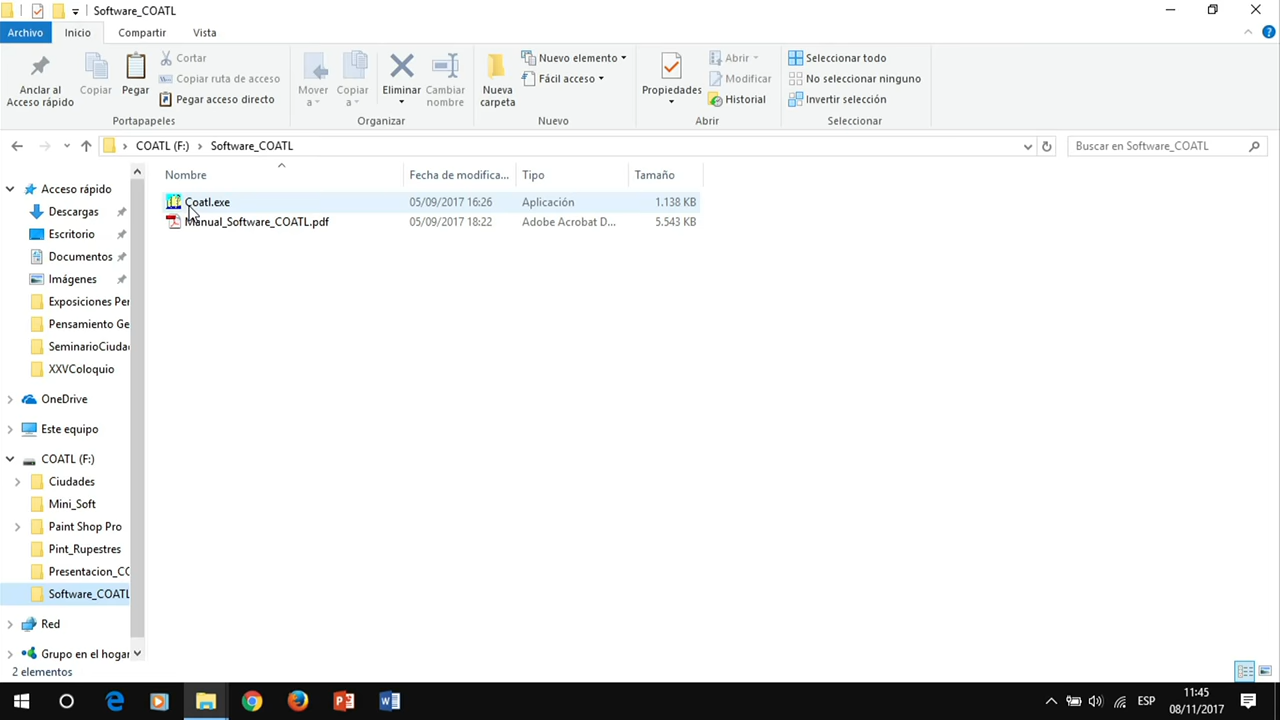 Software_COATL
Archivo Inicio Compartir Vista
Anclar al Acceso rápido
Copiar
Pegar
Cortar
Copiar ruta de acceso
Pegar acceso directo
Portapapeles
Mover a
Copiar a
Eliminar
Cambiar nombre
Organizar
Nueva carpeta
Nuevo elemento
Fácil acceso
Nuevo
Propiedades
Abrir
Modificar
Historial
Abrir
Seleccionar todo
No seleccionar ninguno
Invertir selección
Seleccionar
COATL (F:) > Software_COATL
Buscar en Software_COATL
Nombre Fecha de modifica... Tipo Tamaño
Coatl.exe 05/09/2017 16:26 Aplicación 1.138 KB
Manual_Software_COATL.pdf 05/09/2017 18:22 Adobe Acrobat D... 5.543 KB
Acceso rápido
Descargas
Escritorio
Documentos
Imágenes
Exposiciones Per
Pensamiento Ge
SeminarioCiuda
XXVColoquio
OneDrive
Este equipo
COATL (F:)
Ciudades
Mini_Soft
Paint Shop Pro
Pint_Rupestres
Presentacion_CO
Software_COATL
Red
Grupo en el hogar
2 elementos
ESP
11:45
08/11/2017